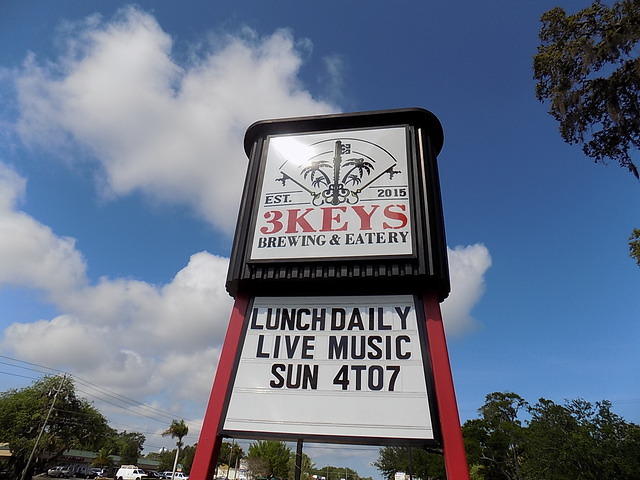 EST. 2015
3KEYS
BREWING & EATERY
LUNCH DAILY
LIVE MUSIC
SUN 4TO7